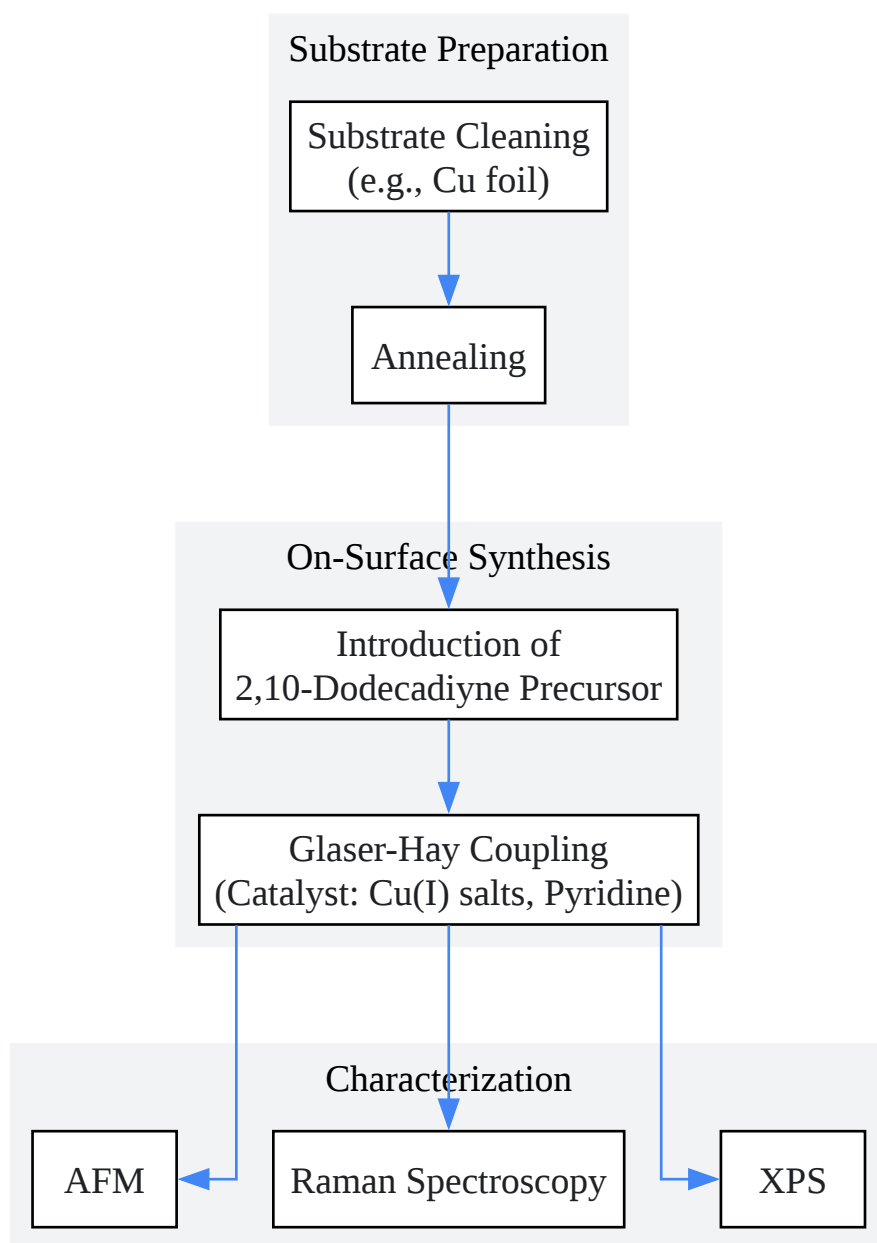 Substrate Preparation
Substrate Cleaning
(e.g., Cu foil)
Annealing
On-Surface Synthesis
Introduction of
2,10-Dodecadiyne Precursor
Glaser-Hay Coupling
(Catalyst: Cu(I) salts, Pyridine)
Characterization
AFM
Raman Spectroscopy
XPS